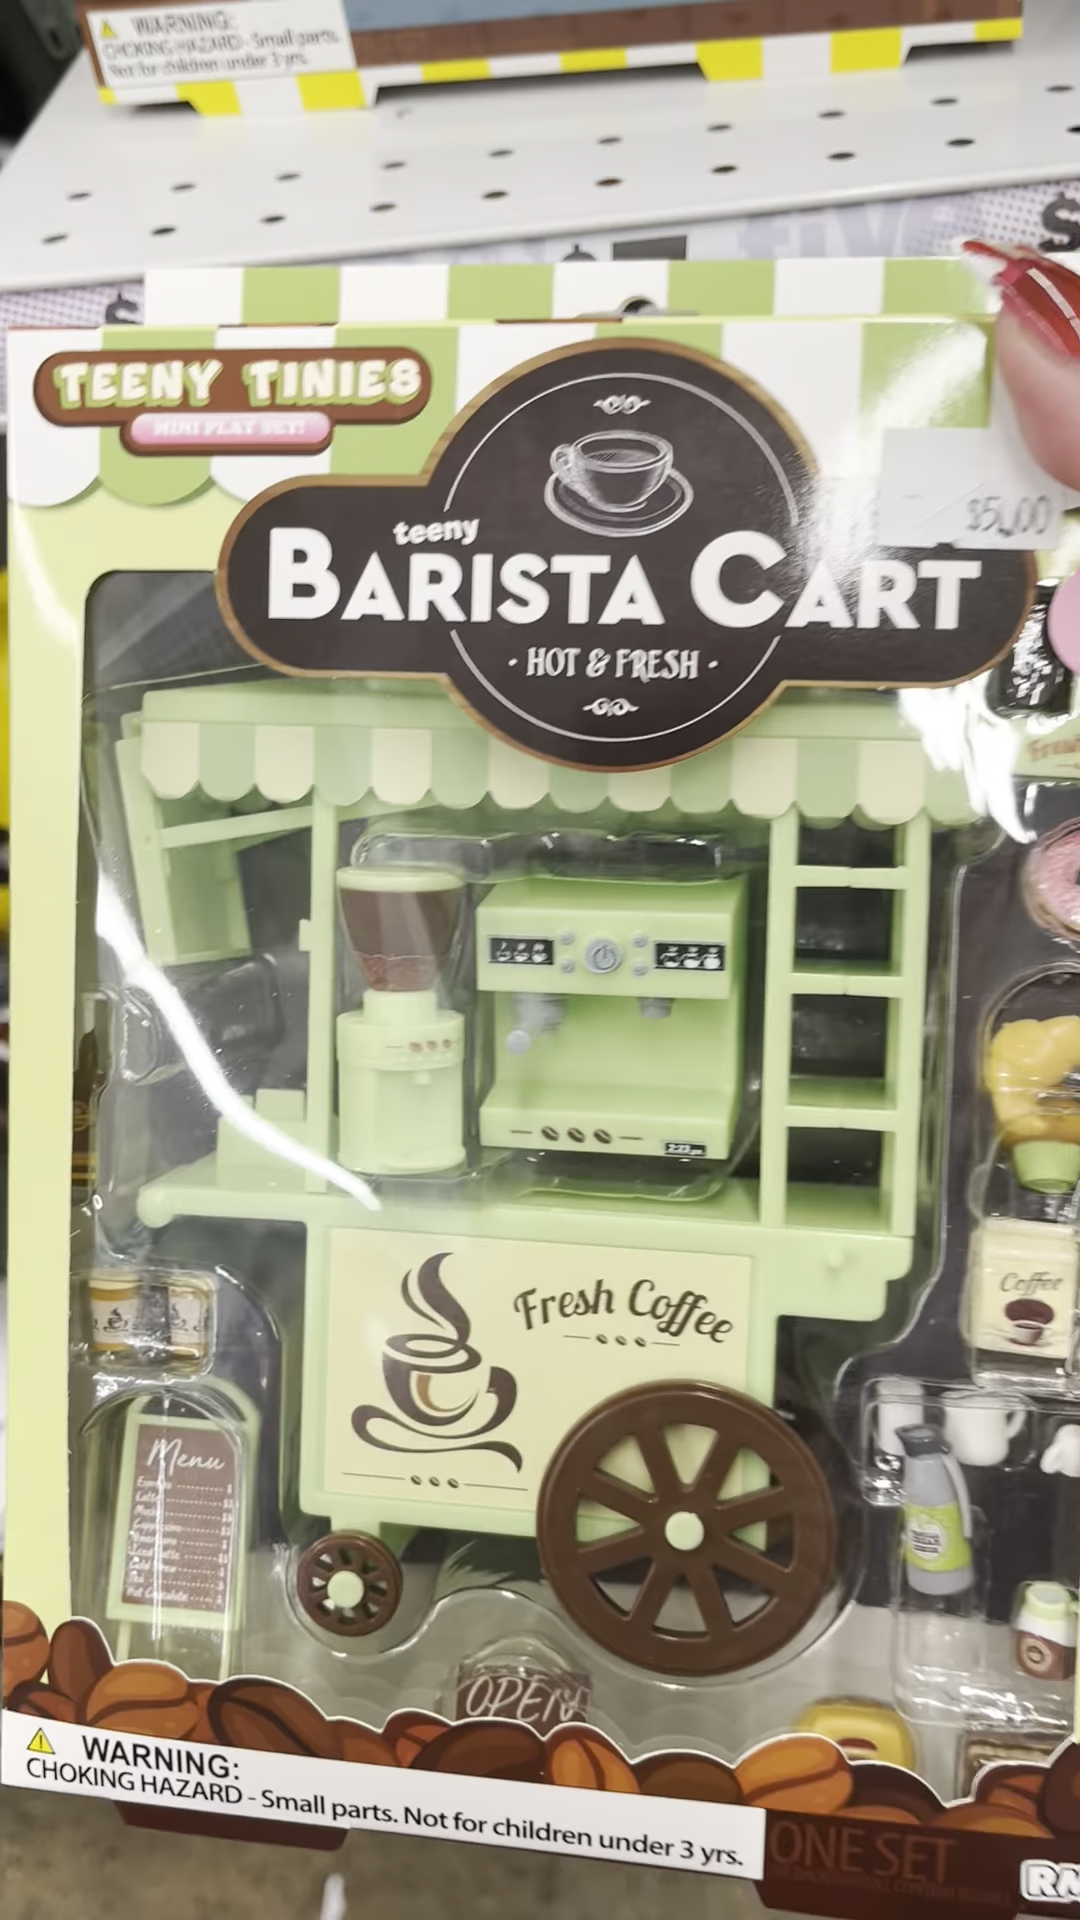 WARNING:
CHOKING HAZARD - Small parts.
Not for children under 3 yrs.
TEENY TINIES
MINI PLAY SET!
$5.00
teeny
BARISTA CART
• HOT & FRESH •
Fresh Coffee
Coffee
Menu
OPEN
WARNING:
CHOKING HAZARD - Small parts. Not for children under 3 yrs.
ONE SET